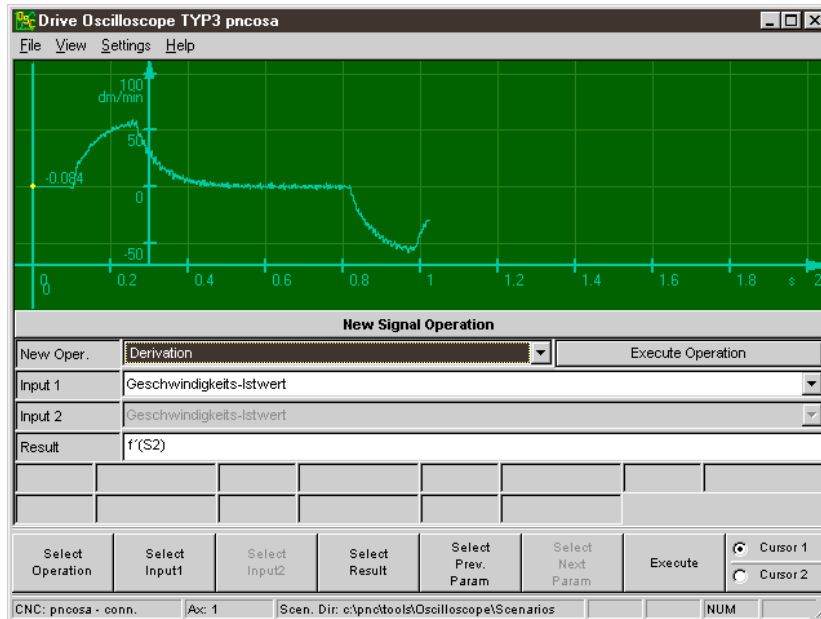 Drive Oscilloscope TYP3 pncosa
File View Settings Help
100
dm/min
50
-0.084
0
-50
0 0.2 0.4 0.6 0.8 1 1.2 1.4 1.6 1.8 s 2
0
New Signal Operation
New Oper. Derivation Execute Operation
Input 1 Geschwindigkeits-Istwert
Input 2 Geschwindigkeits-Istwert
Result f´(S2)
Select Operation Select Input1 Select Input2 Select Result Select Prev. Param Select Next Param Execute Cursor 1
Cursor 2
CNC: pncosa - conn. Ax: 1 Scen. Dir: c:\pnc\tools\Oscilloscope\Scenarios NUM